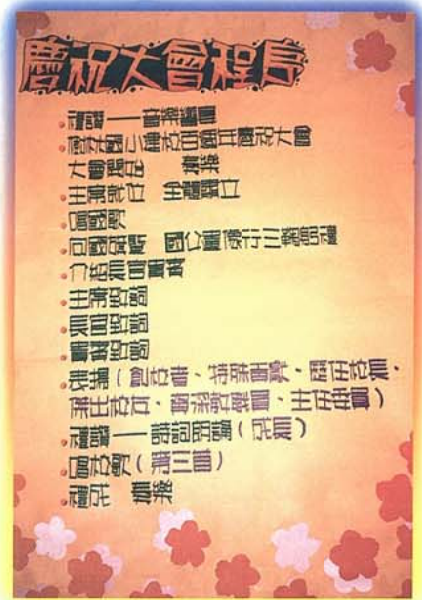 慶祝大會程序
禮讚——音樂饗宴
國小建校百週年慶祝大會
大會開始 奏樂
主席就位 全體肅立
唱國歌
向國旗暨 國父遺像行三鞠躬禮
介紹長官貴賓
主席致詞
長官致詞
貴賓致詞
表揚（創校者、特殊貢獻、歷任校長、
傑出校友、資深教職員、主任委員）
禮讚——詩詞朗誦（成長）
唱校歌（第三首）
禮成 奏樂